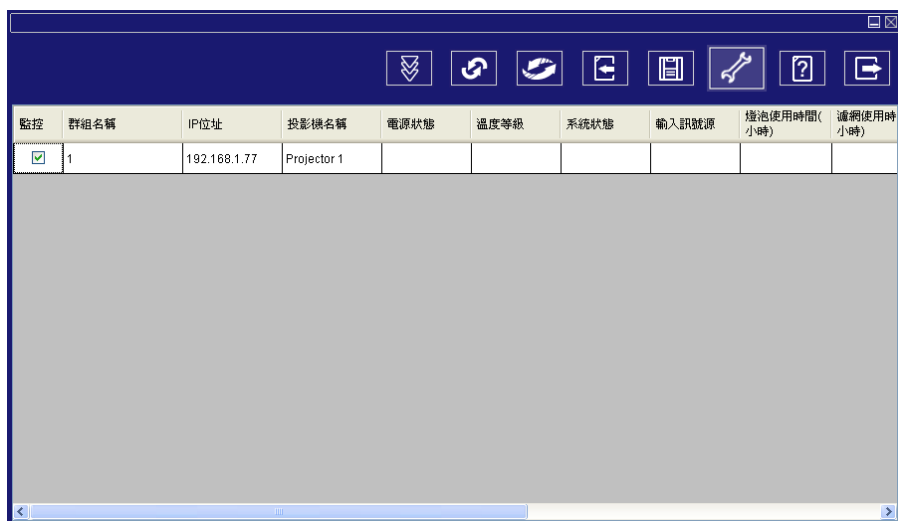 監控 群組名稱 IP位址 投影機名稱 電源狀態 溫度等級 系統狀態 輸入訊號源 燈泡使用時間(小時) 濾網使用時小時)
1 192.168.1.77 Projector 1